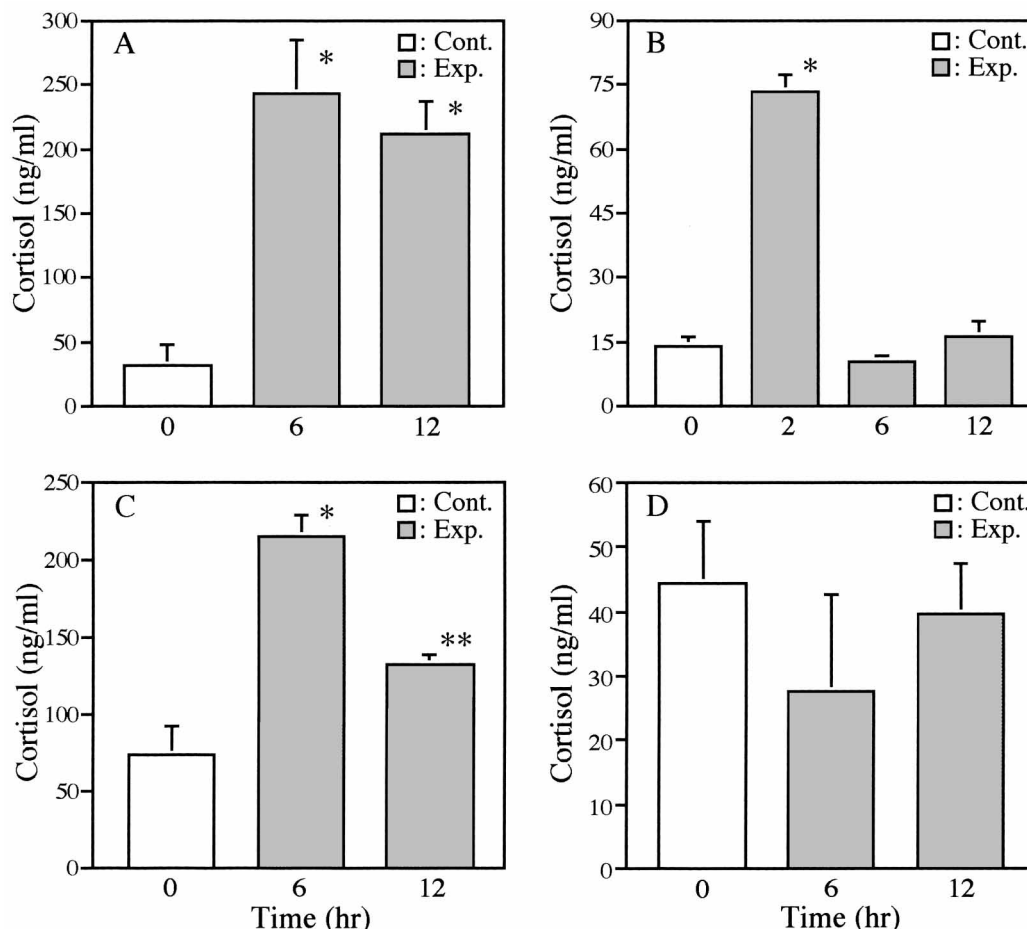 A
: Cont.
: Exp.
Cortisol (ng/ml)
300
250
200
150
100
50
0
0 6 12
B
: Cont.
: Exp.
Cortisol (ng/ml)
90
75
60
45
30
15
0
0 2 6 12
*
*
*
C
: Cont.
: Exp.
Cortisol (ng/ml)
250
200
150
100
50
0
0 6 12
Time (hr)
*
**
D
: Cont.
: Exp.
Cortisol (ng/ml)
60
50
40
30
20
10
0
0 6 12
Time (hr)